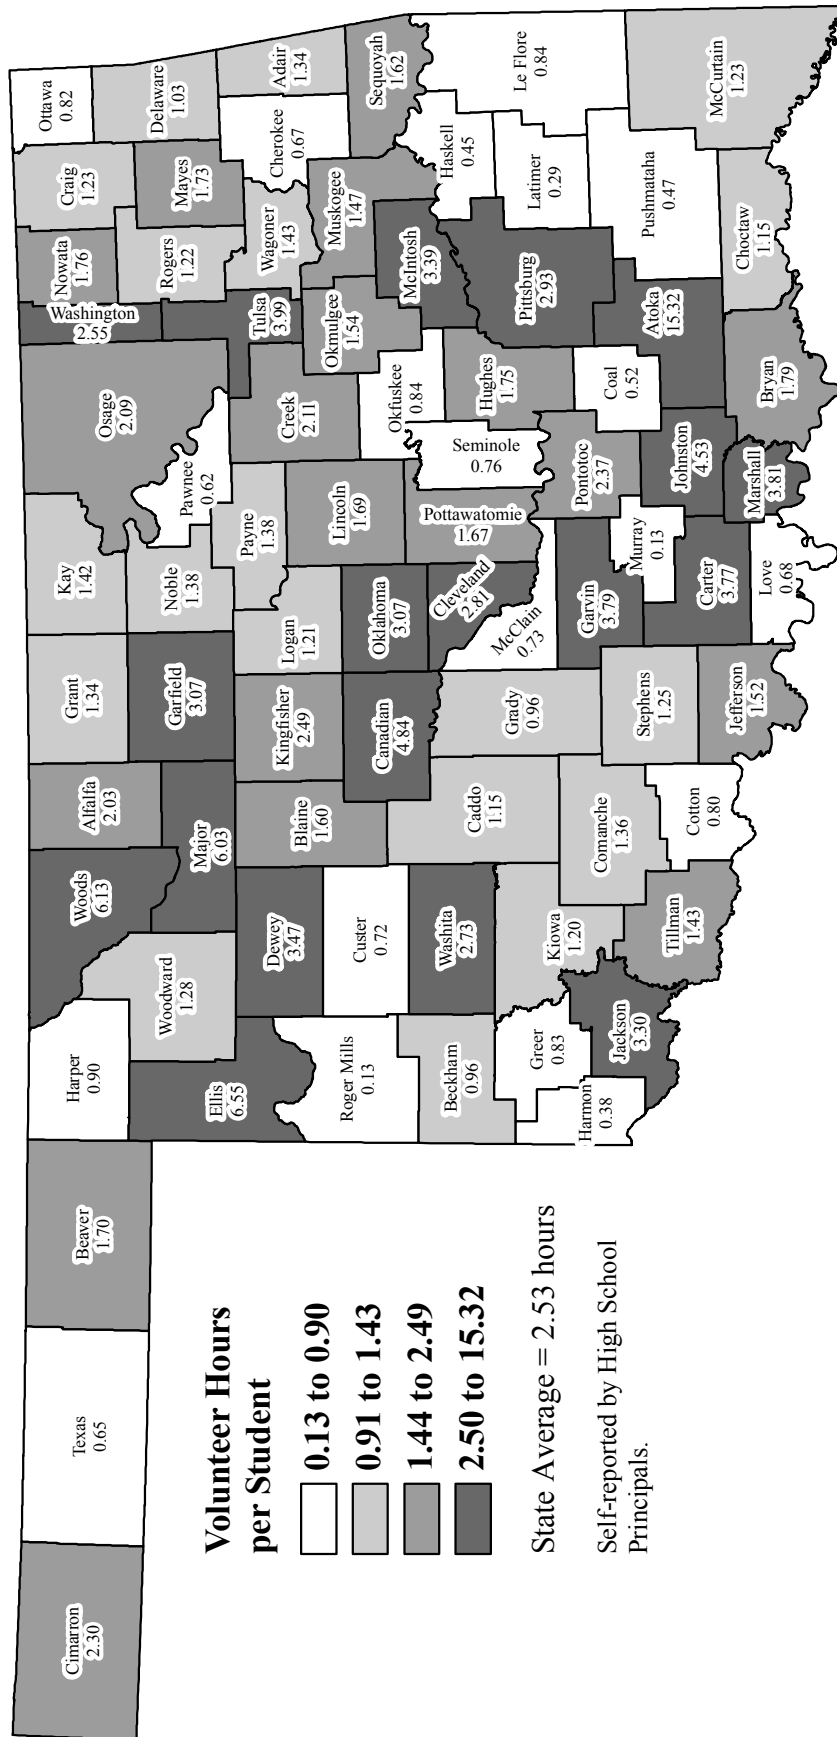 Cimarron
2.30
Texas
0.65
Beaver
1.70
Harper
0.90
Woods
6.13
Alfalfa
2.03
Grant
1.34
Kay
1.42
Osage
2.09
Washington
2.55
Nowata
1.76
Craig
1.23
Ottawa
0.82
Delaware
1.03
Mayes
1.73
Rogers
1.22
Pawnee
0.62
Noble
1.38
Garfield
3.07
Major
6.03
Woodward
1.28
Ellis
6.55
Dewey
3.47
Blaine
1.60
Kingfisher
2.49
Logan
1.21
Payne
1.38
Creek
2.11
Tulsa
3.99
Wagoner
1.43
Cherokee
0.67
Adair
1.34
Sequoyah
1.62
Muskogee
1.47
Okmulgee
1.54
Lincoln
1.69
Oklahoma
3.07
Canadian
4.84
Custer
0.72
Roger Mills
0.13
Beckham
0.96
Washita
2.73
Caddo
1.15
Grady
0.96
McClain
0.73
Cleveland
2.81
Pottawatomie
1.67
Seminole
0.76
Okfuskee
0.84
Hughes
1.75
McIntosh
3.39
Haskell
0.45
Le Flore
0.84
Latimer
0.29
Pittsburg
2.93
Pontotoc
2.37
Garvin
3.79
Comanche
1.36
Kiowa
1.20
Greer
0.83
Harmon
0.38
Jackson
3.30
Tillman
1.43
Cotton
0.80
Stephens
1.25
Jefferson
1.52
Carter
3.77
Murray
0.13
Johnston
4.53
Coal
0.52
Atoka
15.32
Pushmataha
0.47
McCurtain
1.23
Choctaw
1.15
Bryan
1.79
Marshall
3.81
Love
0.68
Volunteer Hours
per Student
0.13 to 0.90
0.91 to 1.43
1.44 to 2.49
2.50 to 15.32
State Average = 2.53 hours
Self-reported by High School
Principals.